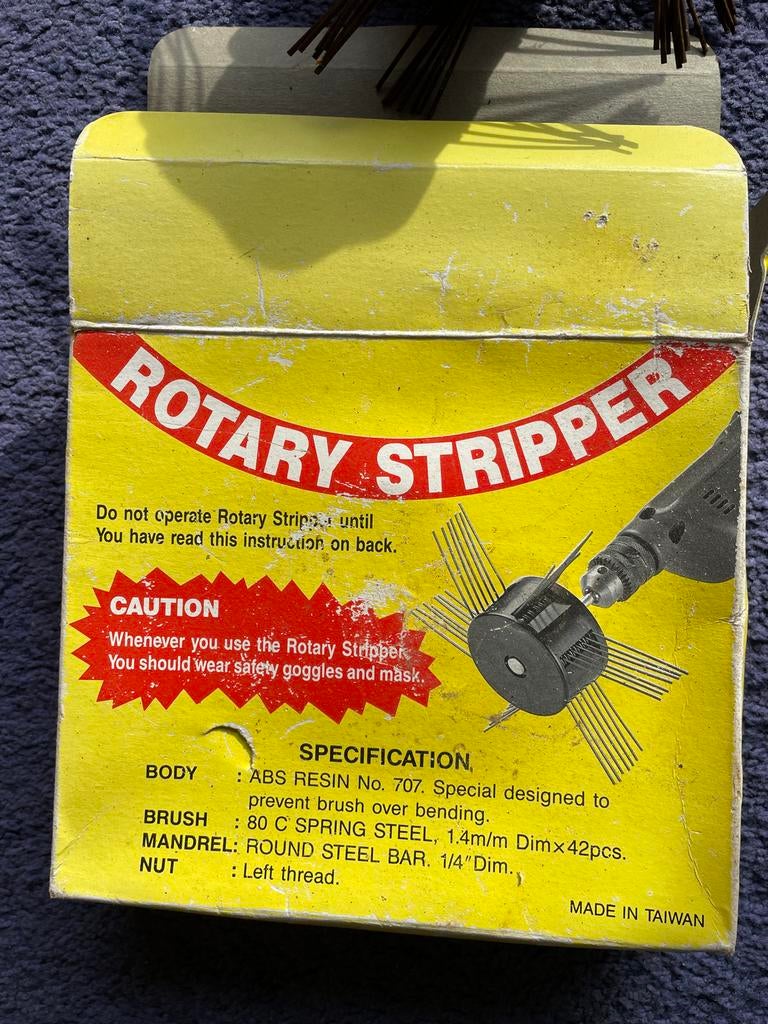 ROTARY STRIPPER
Do not operate Rotary Stripper until
You have read this instruction on back.
CAUTION
Whenever you use the Rotary Stripper,
You should wear safety goggles and mask.
SPECIFICATION
BODY : ABS RESIN No. 707. Special designed to
prevent brush over bending.
BRUSH : 80 C SPRING STEEL, 1.4m/m Dim×42pcs.
MANDREL: ROUND STEEL BAR. 1/4"Dim.
NUT : Left thread.
MADE IN TAIWAN